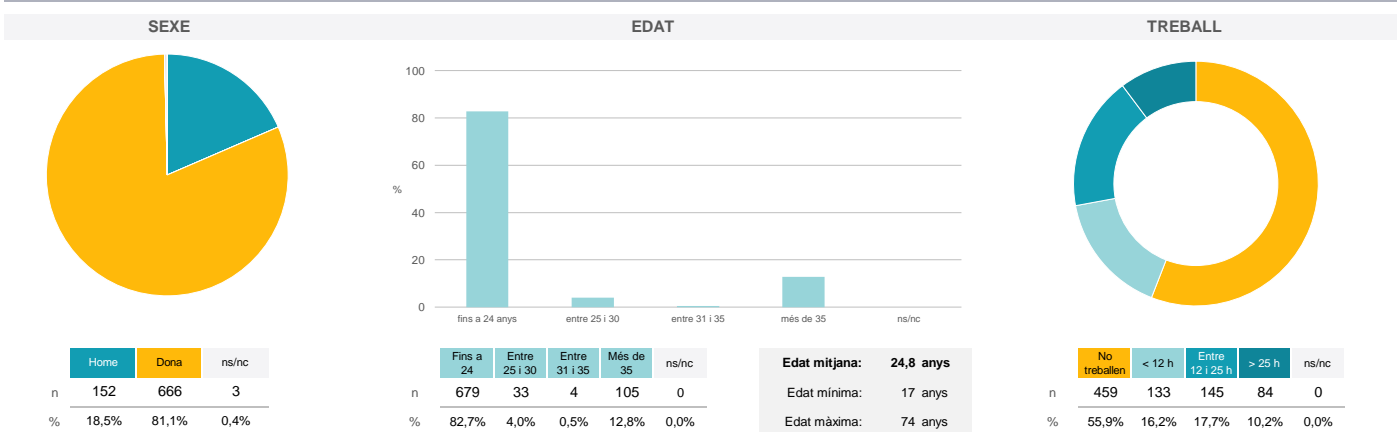 SEXE EDAT TREBALL
100
80
60
%
40
20
0
fins a 24 anys entre 25 i 30 entre 31 i 35 més de 35 ns/nc
Home Dona ns/nc
n 152 666 3
% 18,5% 81,1% 0,4%
Fins a 24 Entre 25 i 30 Entre 31 i 35 Més de 35 ns/nc
n 679 33 4 105 0
% 82,7% 4,0% 0,5% 12,8% 0,0%
Edat mitjana: 24,8 anys
Edat mínima: 17 anys
Edat màxima: 74 anys
No treballen < 12 h Entre 12 i 25 h > 25 h ns/nc
n 459 133 145 84 0
% 55,9% 16,2% 17,7% 10,2% 0,0%